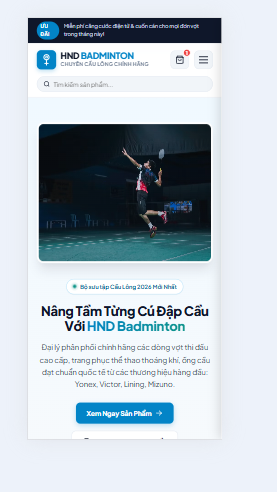 ƯU ĐÃI
Miễn phí căng cước điện tử & cuốn cán cho mọi đơn vợt
trong tháng này!
HND BADMINTON
CHUYÊN CẦU LÔNG CHÍNH HÃNG
1
Tìm kiếm sản phẩm...
Bộ sưu tập Cầu Lông 2026 Mới Nhất
Nâng Tầm Từng Cú Đập Cầu
Với HND Badminton
Đại lý phân phối chính hãng các dòng vợt thi đấu
cao cấp, trang phục thể thao thoáng khí, ống cầu
đạt chuẩn quốc tế từ các thương hiệu hàng đầu:
Yonex, Victor, Lining, Mizuno.
Xem Ngay Sản Phẩm →